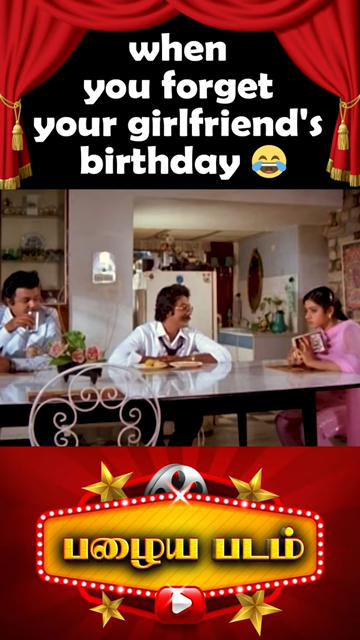 when
you forget
your girlfriend's
birthday 😂
பழைய படம்